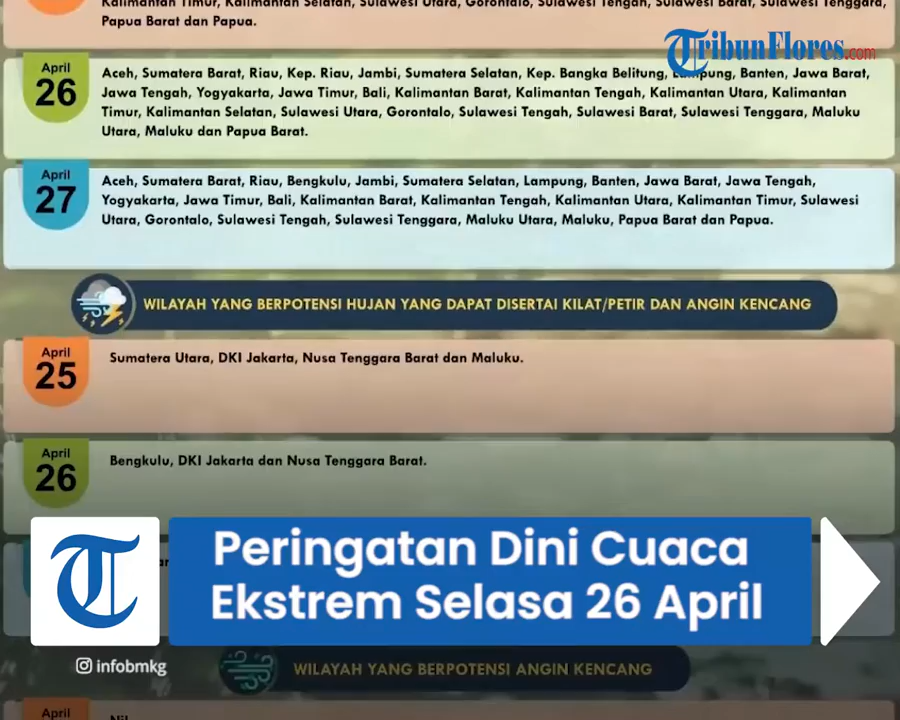 Kalimantan Timur, Kalimantan Selatan, Sulawesi Utara, Gorontalo, Sulawesi Tengah, Sulawesi Barat, Sulawesi Tenggara,
Papua Barat dan Papua.
TribunFlores.com
April
26
Aceh, Sumatera Barat, Riau, Kep. Riau, Jambi, Sumatera Selatan, Kep. Bangka Belitung, Lampung, Banten, Jawa Barat,
Jawa Tengah, Yogyakarta, Jawa Timur, Bali, Kalimantan Barat, Kalimantan Tengah, Kalimantan Utara, Kalimantan
Timur, Kalimantan Selatan, Sulawesi Utara, Gorontalo, Sulawesi Tengah, Sulawesi Barat, Sulawesi Tenggara, Maluku
Utara, Maluku dan Papua Barat.
April
27
Aceh, Sumatera Barat, Riau, Bengkulu, Jambi, Sumatera Selatan, Lampung, Banten, Jawa Barat, Jawa Tengah,
Yogyakarta, Jawa Timur, Bali, Kalimantan Barat, Kalimantan Tengah, Kalimantan Utara, Kalimantan Timur, Sulawesi
Utara, Gorontalo, Sulawesi Tengah, Sulawesi Tenggara, Maluku Utara, Maluku, Papua Barat dan Papua.
WILAYAH YANG BERPOTENSI HUJAN YANG DAPAT DISERTAI KILAT/PETIR DAN ANGIN KENCANG
April
25
Sumatera Utara, DKI Jakarta, Nusa Tenggara Barat dan Maluku.
April
26
Bengkulu, DKI Jakarta dan Nusa Tenggara Barat.
T
Peringatan Dini Cuaca
Ekstrem Selasa 26 April
infobmkg
WILAYAH YANG BERPOTENSI ANGIN KENCANG
April
Nil